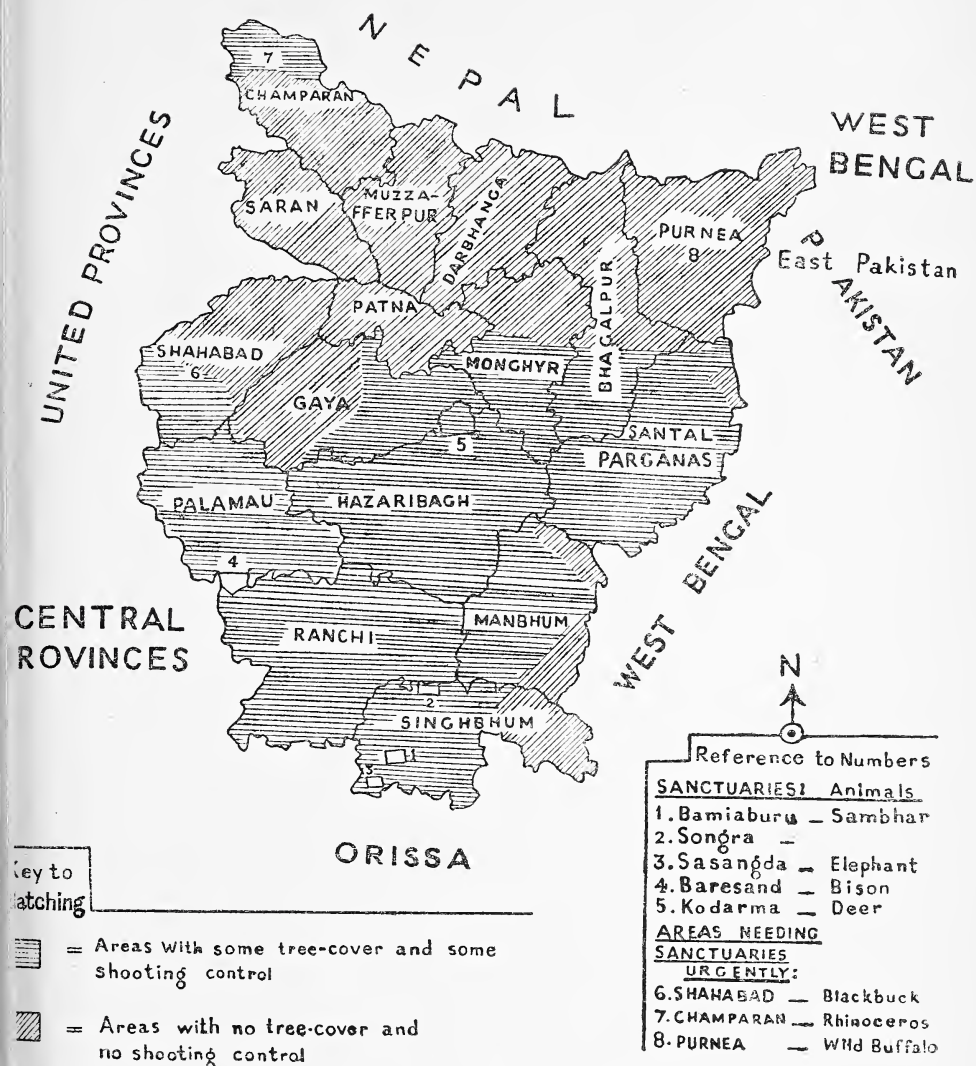 NEPAL
WEST
BENGAL
UNITED PROVINCES
7
CHAMPARAN
SARAN
MUZZA-
FFERPUR
DARBHANGA
PURNEA
8
East Pakistan
PAKISTAN
PATNA
SHAHABAD
6
GAYA
MONGHYR
BHAGALPUR
SANTAL
PARGANAS
5
PALAMAU
HAZARIBAGH
4
WEST BENGAL
CENTRAL
ROVINCES
RANCHI
MANBHUM
2
SINGHBHUM
1
3
ORISSA
N
Reference to Numbers
SANCTUARIES: Animals
1. Bamiaburu – Sambhar
2. Songra –
3. Sasangda – Elephant
4. Baresand – Bison
5. Kodarma – Deer
AREAS NEEDING
SANCTUARIES
URGENTLY:
6. SHAHABAD – Blackbuck
7. CHAMPARAN – Rhinoceros
8. PURNEA – Wild Buffalo
Key to
atching
= Areas with some tree-cover and some
shooting control
= Areas with no tree-cover and
no shooting control